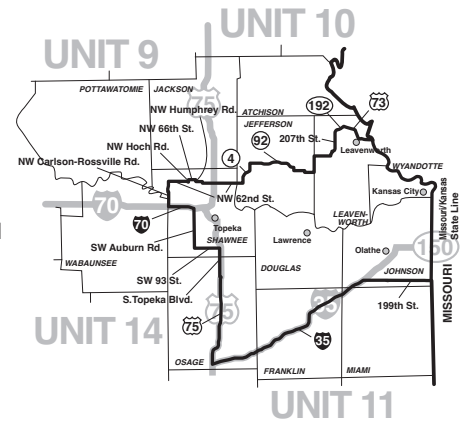 UNIT 10
UNIT 9
POTTAWATOMIE
JACKSON
75
NW Humphrey Rd.
ATCHISON
192
73
JEFFERSON
NW 66th St.
92
207th St.
Leavenworth
NW Hoch Rd.
4
NW Carlson-Rossville Rd.
WYANDOTTE
Kansas City
NW 62nd St.
70
LEAVEN-
WORTH
70
Topeka
SHAWNEE
Lawrence
Missouri/Kansas
State Line
SW Auburn Rd.
Olathe
150
WABAUNSEE
DOUGLAS
JOHNSON
SW 93 St.
MISSOURI
S.Topeka Blvd.
199th St.
35
75
75
UNIT 14
35
OSAGE
FRANKLIN
MIAMI
UNIT 11